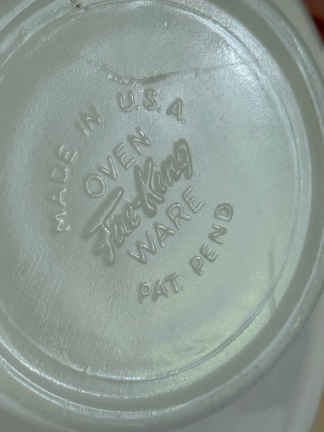 MADE IN U.S.A.
OVEN
Fire-King
WARE
PAT. PEND